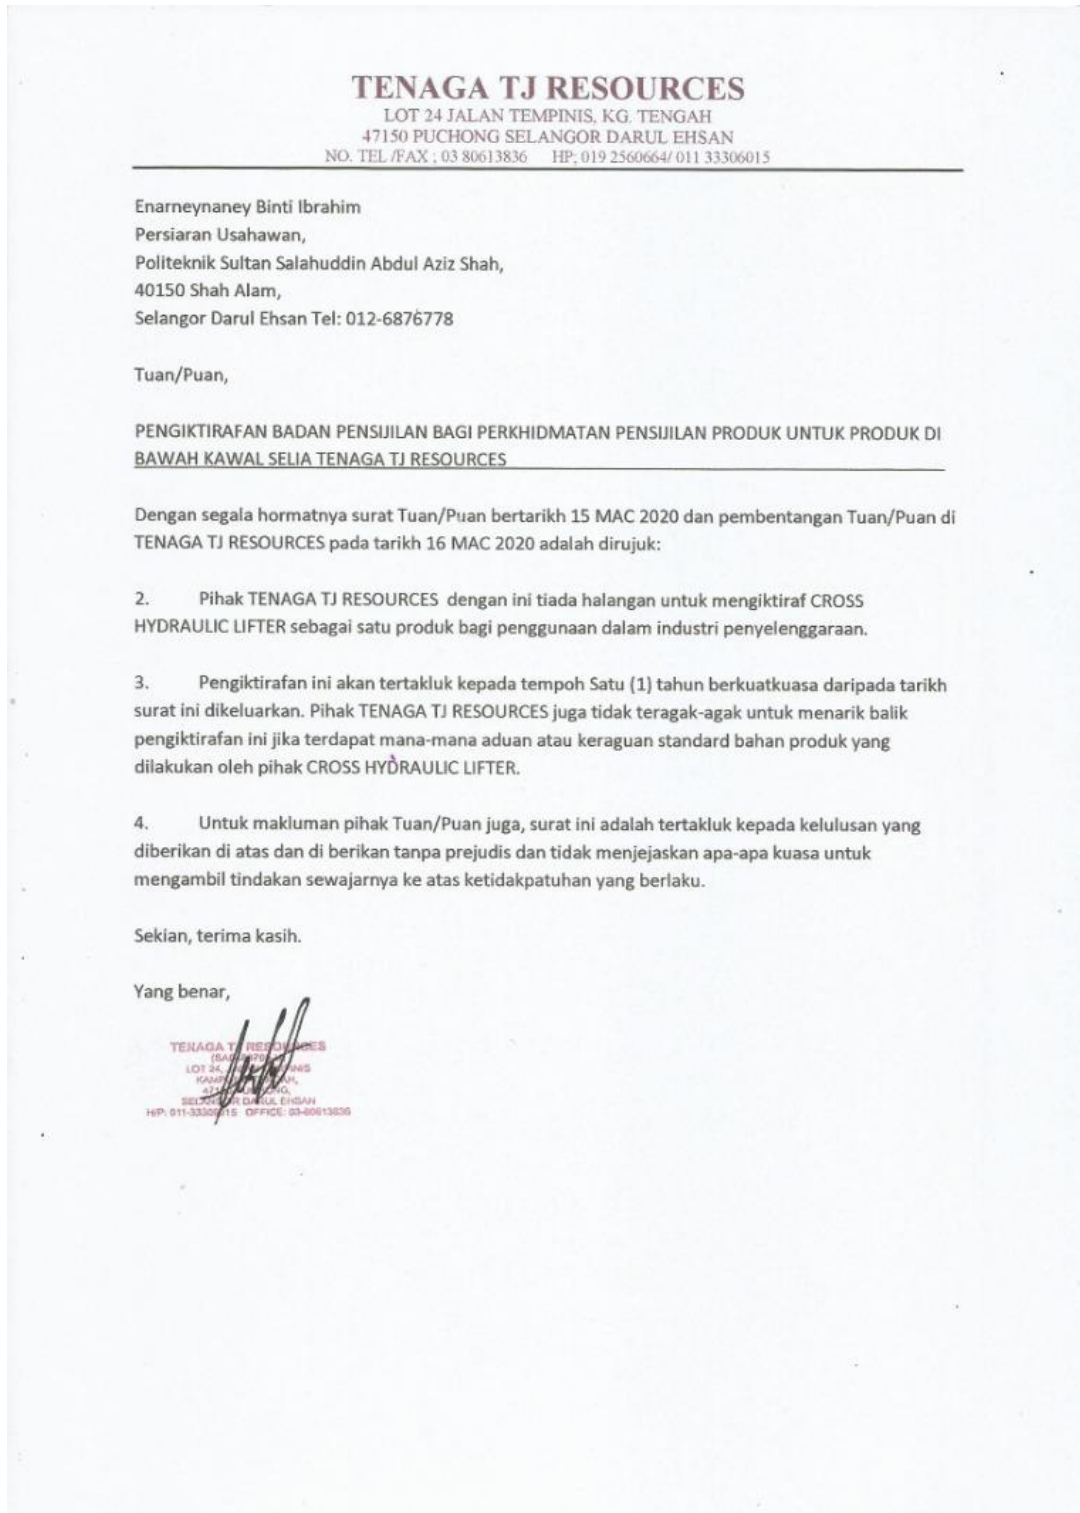 TENAGA TJ RESOURCES
LOT 24 JALAN TEMPINIS, KG. TENGAH
47150 PUCHONG SELANGOR DARUL EHSAN
NO. TEL /FAX ; 03 80613836 HP; 019 2560664/ 011 33306015
Enarneynaney Binti Ibrahim
Persiaran Usahawan,
Politeknik Sultan Salahuddin Abdul Aziz Shah,
40150 Shah Alam,
Selangor Darul Ehsan Tel: 012-6876778
Tuan/Puan,
PENGIKTIRAFAN BADAN PENSIJILAN BAGI PERKHIDMATAN PENSIJILAN PRODUK UNTUK PRODUK DI
BAWAH KAWAL SELIA TENAGA TJ RESOURCES
Dengan segala hormatnya surat Tuan/Puan bertarikh 15 MAC 2020 dan pembentangan Tuan/Puan di
TENAGA TJ RESOURCES pada tarikh 16 MAC 2020 adalah dirujuk:
2. Pihak TENAGA TJ RESOURCES dengan ini tiada halangan untuk mengiktiraf CROSS
HYDRAULIC LIFTER sebagai satu produk bagi penggunaan dalam industri penyelenggaraan.
3. Pengiktirafan ini akan tertakluk kepada tempoh Satu (1) tahun berkuatkuasa daripada tarikh
surat ini dikeluarkan. Pihak TENAGA TJ RESOURCES juga tidak teragak-agak untuk menarik balik
pengiktirafan ini jika terdapat mana-mana aduan atau keraguan standard bahan produk yang
dilakukan oleh pihak CROSS HYDRAULIC LIFTER.
4. Untuk makluman pihak Tuan/Puan juga, surat ini adalah tertakluk kepada kelulusan yang
diberikan di atas dan di berikan tanpa prejudis dan tidak menjejaskan apa-apa kuasa untuk
mengambil tindakan sewajarnya ke atas ketidakpatuhan yang berlaku.
Sekian, terima kasih.
Yang benar,
TENAGA TJ RESOURCES
LOT 24,
SELANGOR DARUL EHSAN
H/P: 011-33306015 OFFICE: 03-80613836